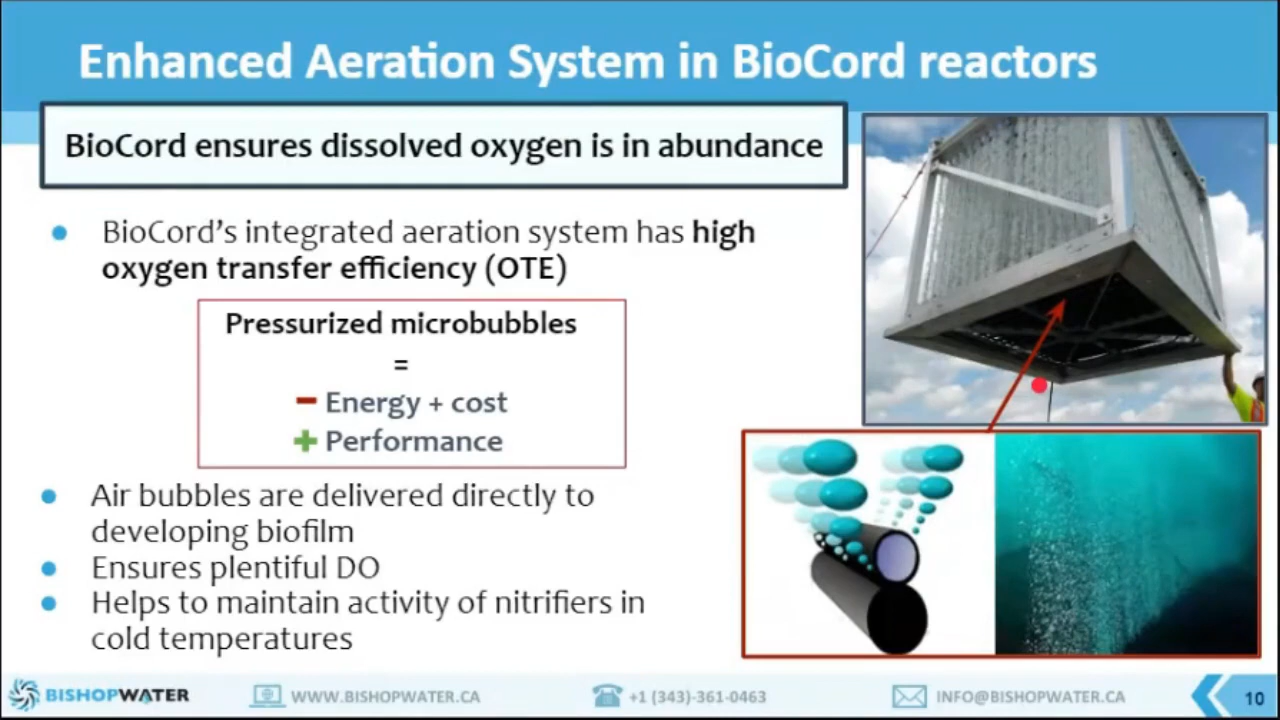 Enhanced Aeration System in BioCord reactors
BioCord ensures dissolved oxygen is in abundance
BioCord's integrated aeration system has high
oxygen transfer efficiency (OTE)
Pressurized microbubbles
=
− Energy + cost
+ Performance
Air bubbles are delivered directly to
developing biofilm
Ensures plentiful DO
Helps to maintain activity of nitrifiers in
cold temperatures
BISHOPWATER
WWW.BISHOPWATER.CA
+1 (343)-361-0463
INFO@BISHOPWATER.CA
10